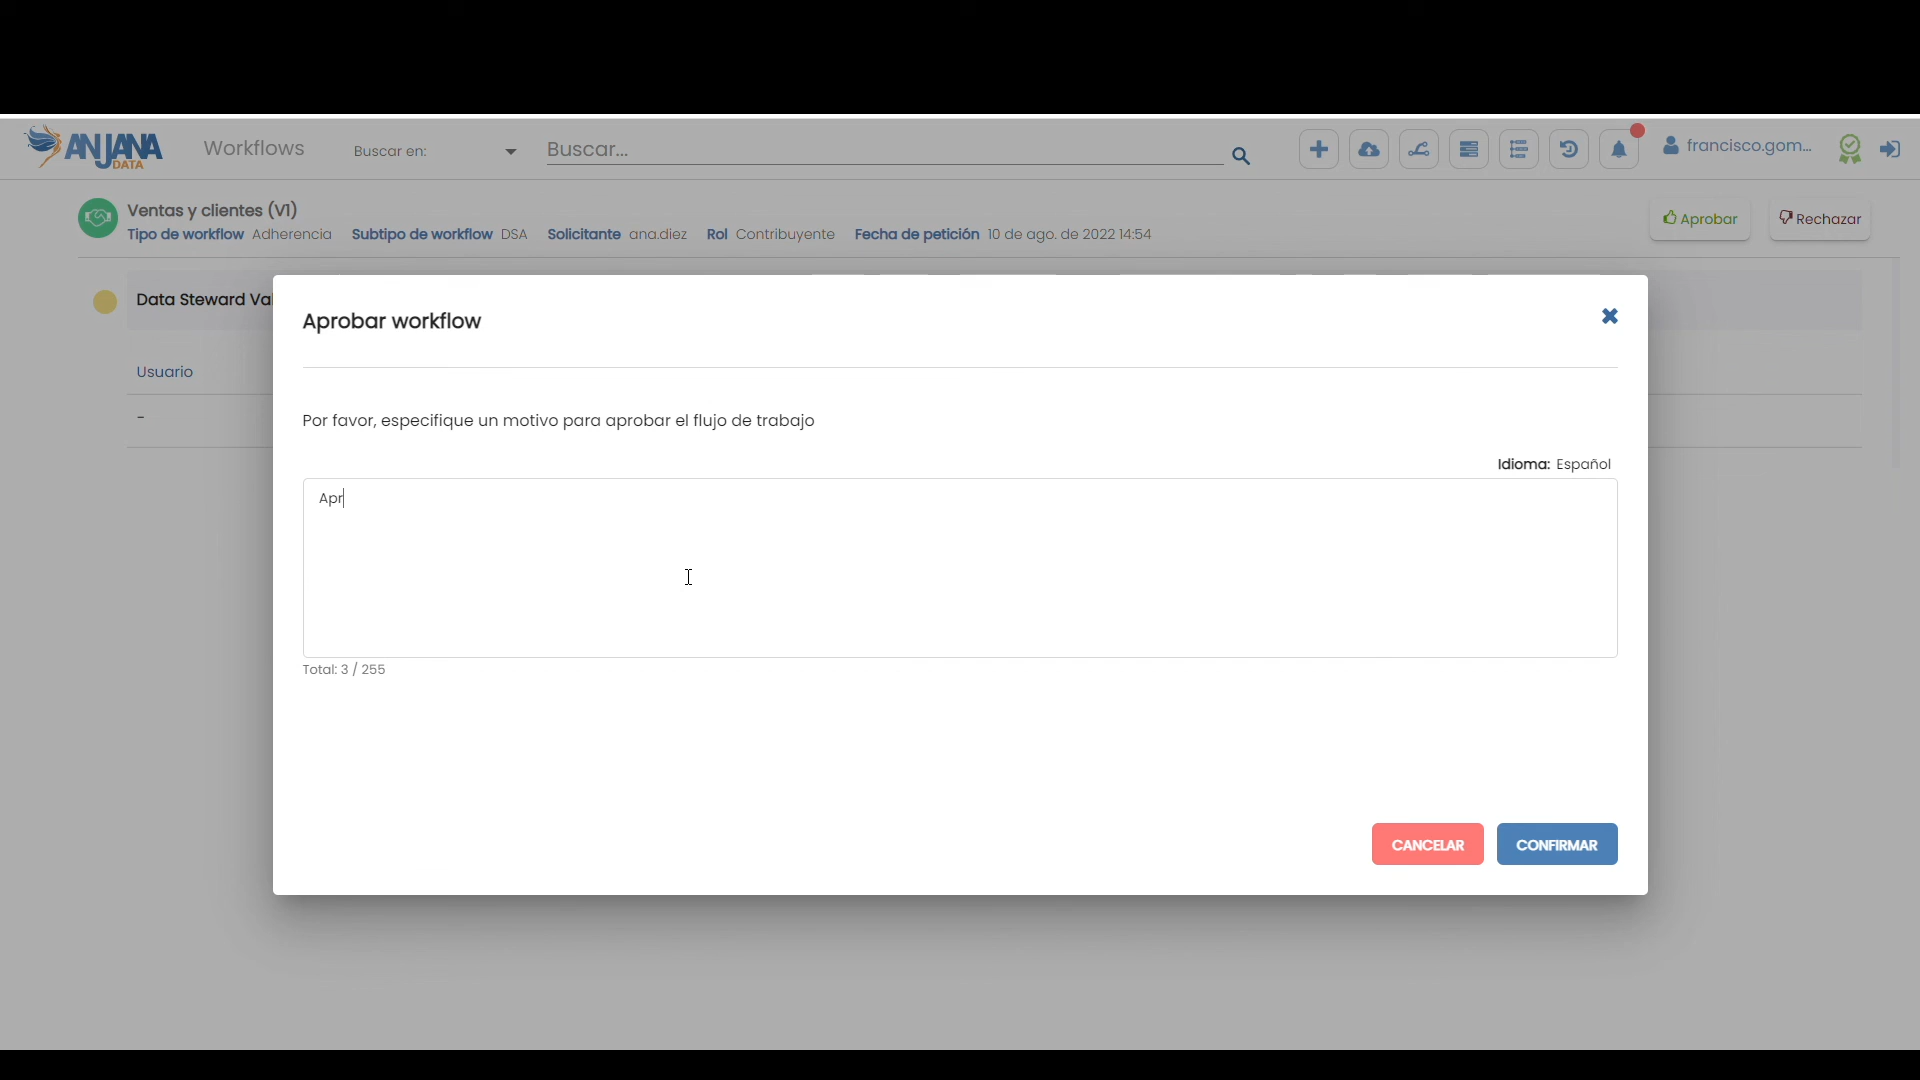 ANJANA
DATA
Workflows
Buscar en:
Buscar...
francisco.gom...
Ventas y clientes (V1)
Tipo de workflow Adherencia Subtipo de workflow DSA Solicitante ana.diez Rol Contribuyente Fecha de petición 10 de ago. de 2022 14:54
Aprobar
Rechazar
Data Steward Val
Usuario
-
Aprobar workflow
Por favor, especifique un motivo para aprobar el flujo de trabajo
Idioma: Español
Apr
Total: 3 / 255
CANCELAR
CONFIRMAR